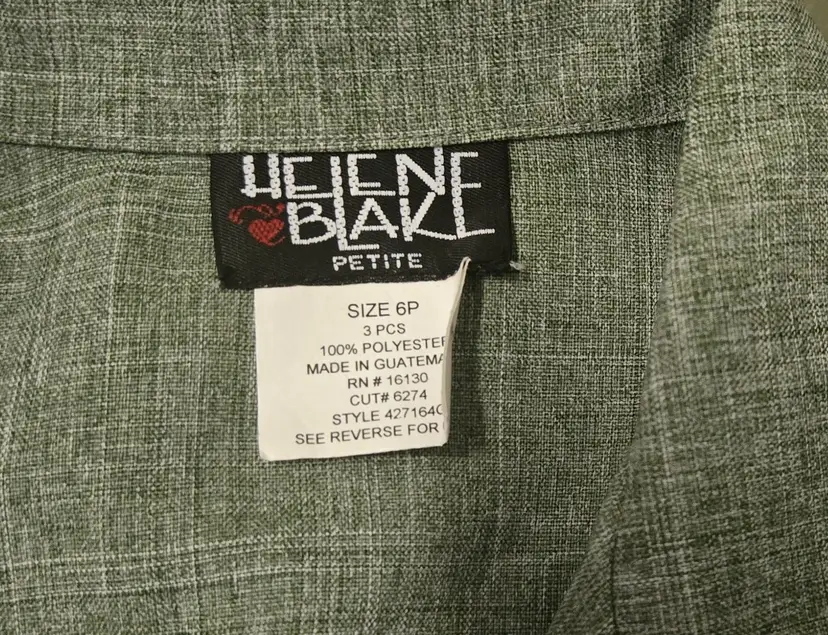 HELENE
BLAKE
PETITE
SIZE 6P
3 PCS
100% POLYESTER
MADE IN GUATEMA
RN # 16130
CUT# 6274
STYLE 427164
SEE REVERSE FOR